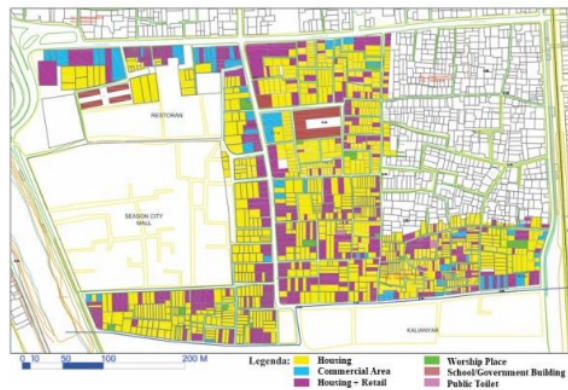 RESTORAN
SEASON CITY
MALL
KALIANYAR
0 10 50 100 200 M
Legenda:
Housing
Commercial Area
Housing + Retail
Worship Place
School/Government Building
Public Toilet